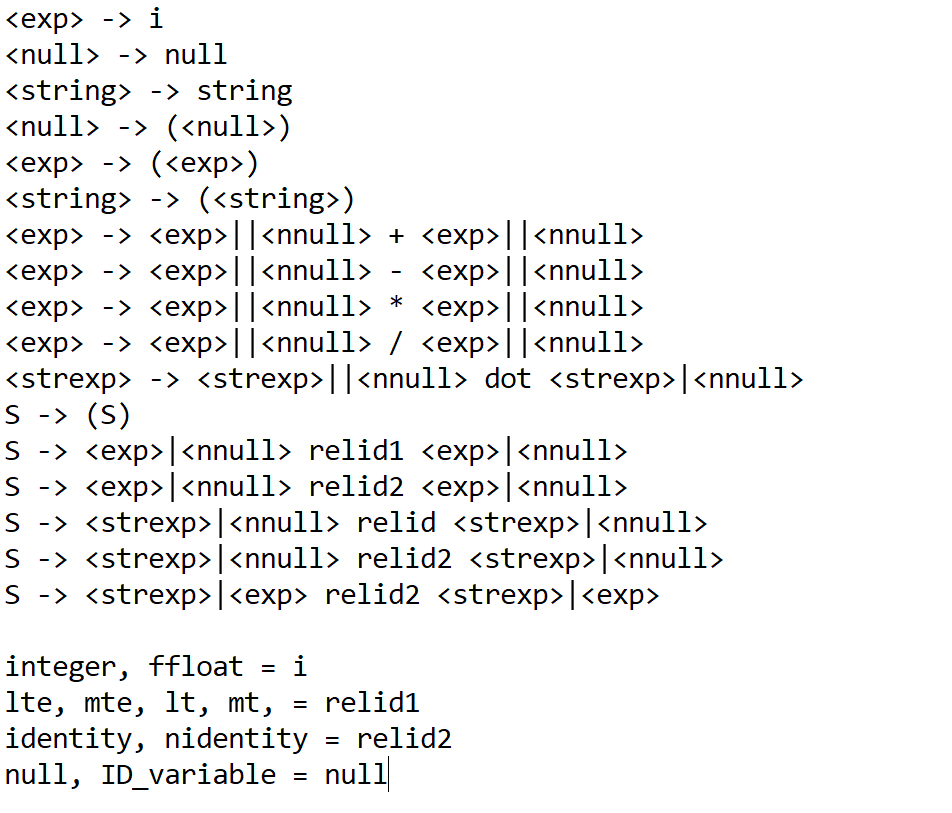 <exp> -> i
<null> -> null
<string> -> string
<null> -> (<null>)
<exp> -> (<exp>)
<string> -> (<string>)
<exp> -> <exp>||<nnull> + <exp>||<nnull>
<exp> -> <exp>||<nnull> - <exp>||<nnull>
<exp> -> <exp>||<nnull> * <exp>||<nnull>
<exp> -> <exp>||<nnull> / <exp>||<nnull>
<strexp> -> <strexp>||<nnull> dot <strexp>|<nnull>
S -> (S)
S -> <exp>|<nnull> relid1 <exp>|<nnull>
S -> <exp>|<nnull> relid2 <exp>|<nnull>
S -> <strexp>|<nnull> relid <strexp>|<nnull>
S -> <strexp>|<nnull> relid2 <strexp>|<nnull>
S -> <strexp>|<exp> relid2 <strexp>|<exp>

integer, ffloat = i
lte, mte, lt, mt, = relid1
identity, nidentity = relid2
null, ID_variable = null